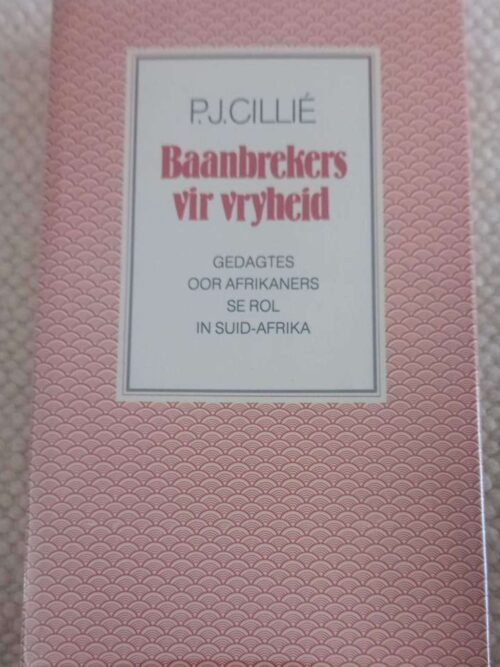 P.J. CILLIÉ
Baanbrekers
vir vryheid
GEDAGTES
OOR AFRIKANERS
SE ROL
IN SUID-AFRIKA